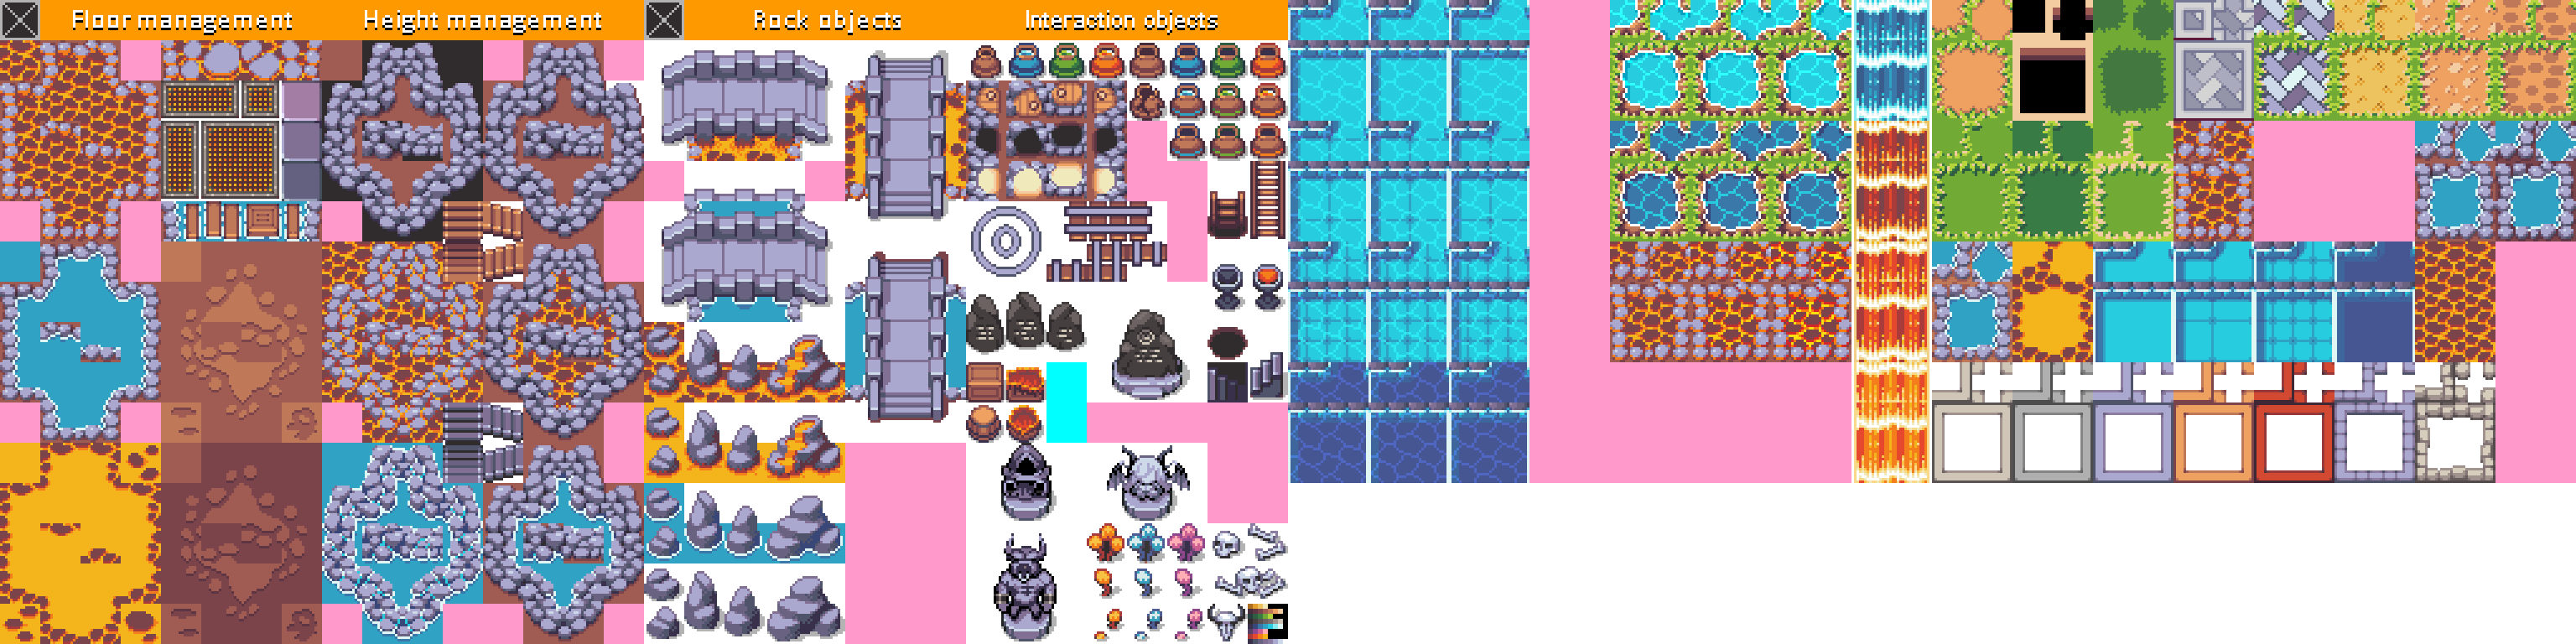 Floor management
Height management
Rock objects
Interaction objects